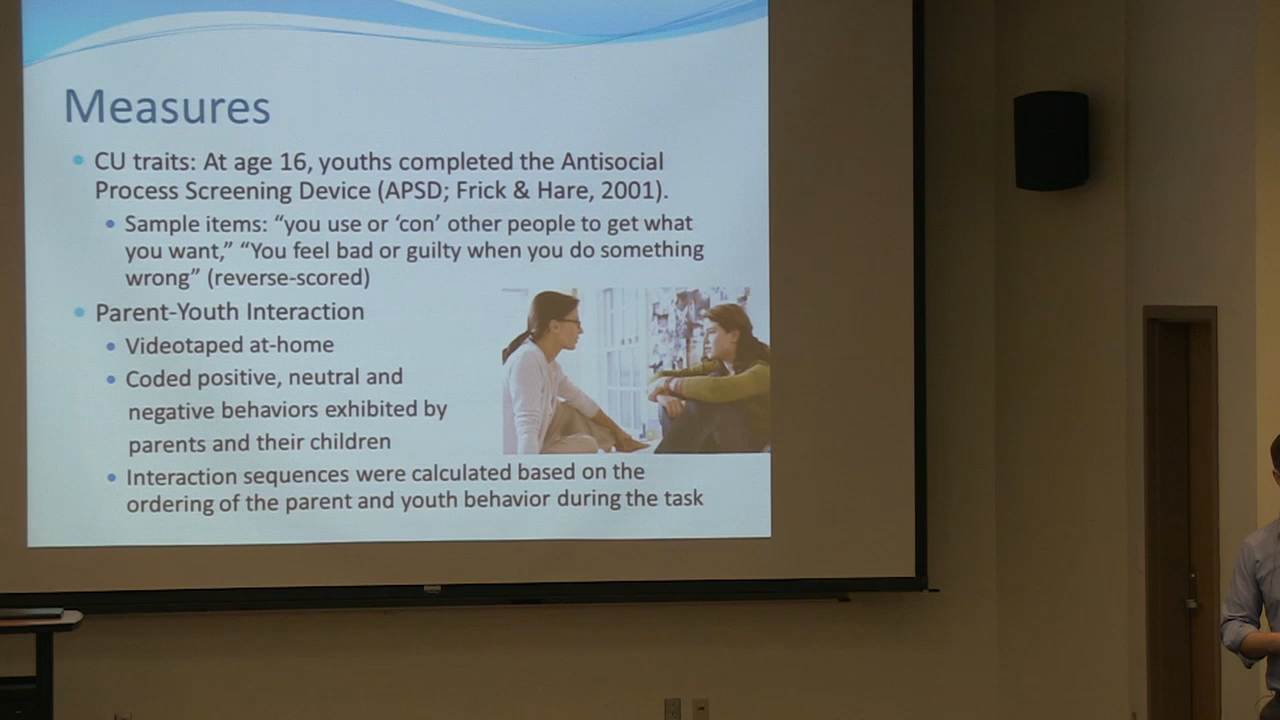 Measures
• CU traits: At age 16, youths completed the Antisocial
Process Screening Device (APSD; Frick & Hare, 2001).
• Sample items: “you use or ‘con’ other people to get what
you want,” “You feel bad or guilty when you do something
wrong” (reverse-scored)
• Parent-Youth Interaction
• Videotaped at-home
• Coded positive, neutral and
negative behaviors exhibited by
parents and their children
• Interaction sequences were calculated based on the
ordering of the parent and youth behavior during the task